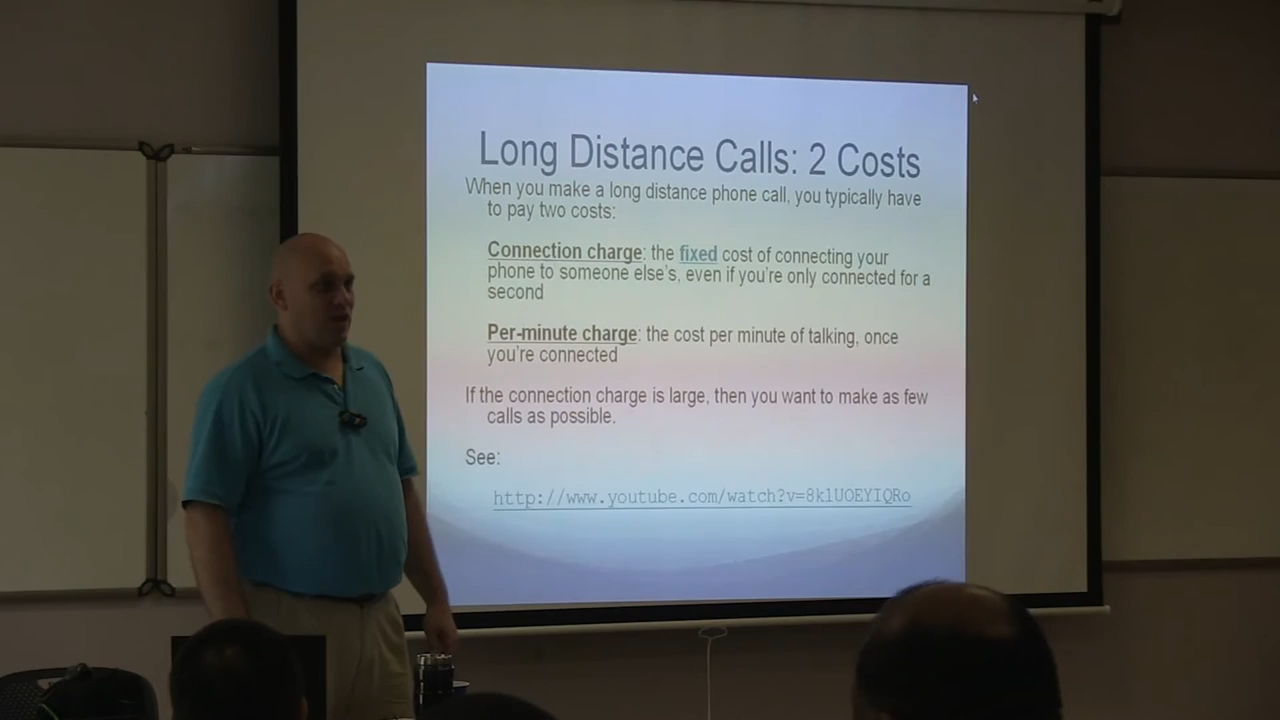 Long Distance Calls: 2 Costs
When you make a long distance phone call, you typically have
to pay two costs:
Connection charge: the fixed cost of connecting your
phone to someone else's, even if you're only connected for a
second
Per-minute charge: the cost per minute of talking, once
you're connected
If the connection charge is large, then you want to make as few
calls as possible.
See:
http://www.youtube.com/watch?v=8k1UOEYIQRo